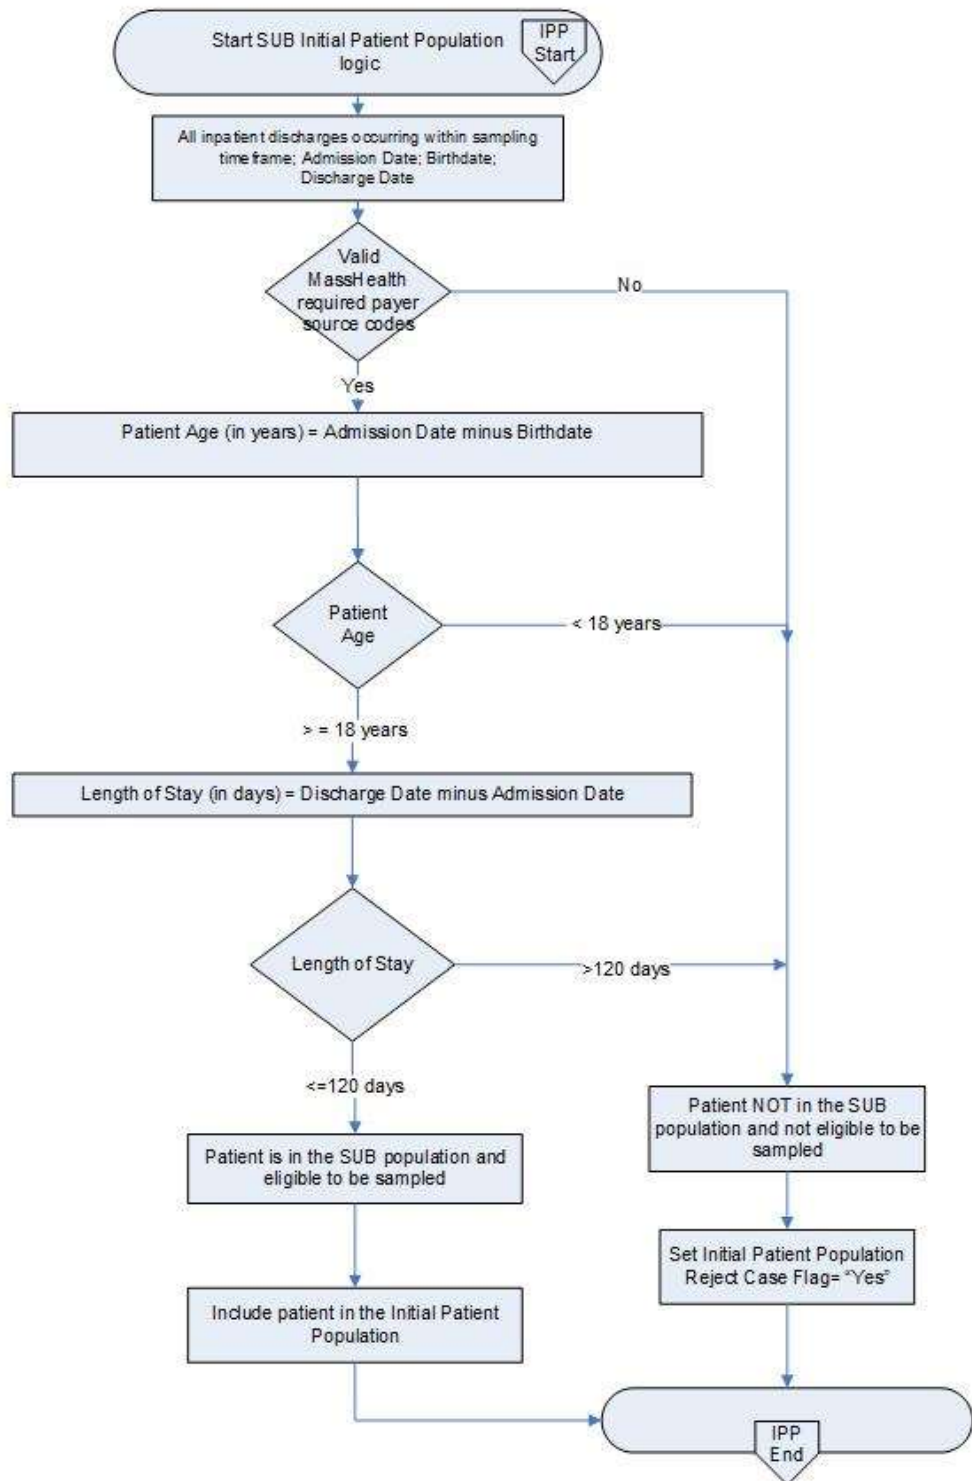 Start SUB Initial Patient Population
logic
IPP
Start
All inpatient discharges occurring within sampling
timeframe; Admission Date; Birthdate;
Discharge Date
Valid
MassHealth
required payer
source codes
No
Yes
Patient Age (in years) = Admission Date minus Birthdate
Patient
Age
< 18 years
> = 18 years
Length of Stay (in days) = Discharge Date minus Admission Date
Length of Stay
>120 days
<=120 days
Patient is in the SUB population and
eligible to be sampled
Patient NOT in the SUB
population and not eligible to be
sampled
Set Initial Patient Population
Reject Case Flag= “Yes”
Include patient in the Initial Patient
Population
IPP
End